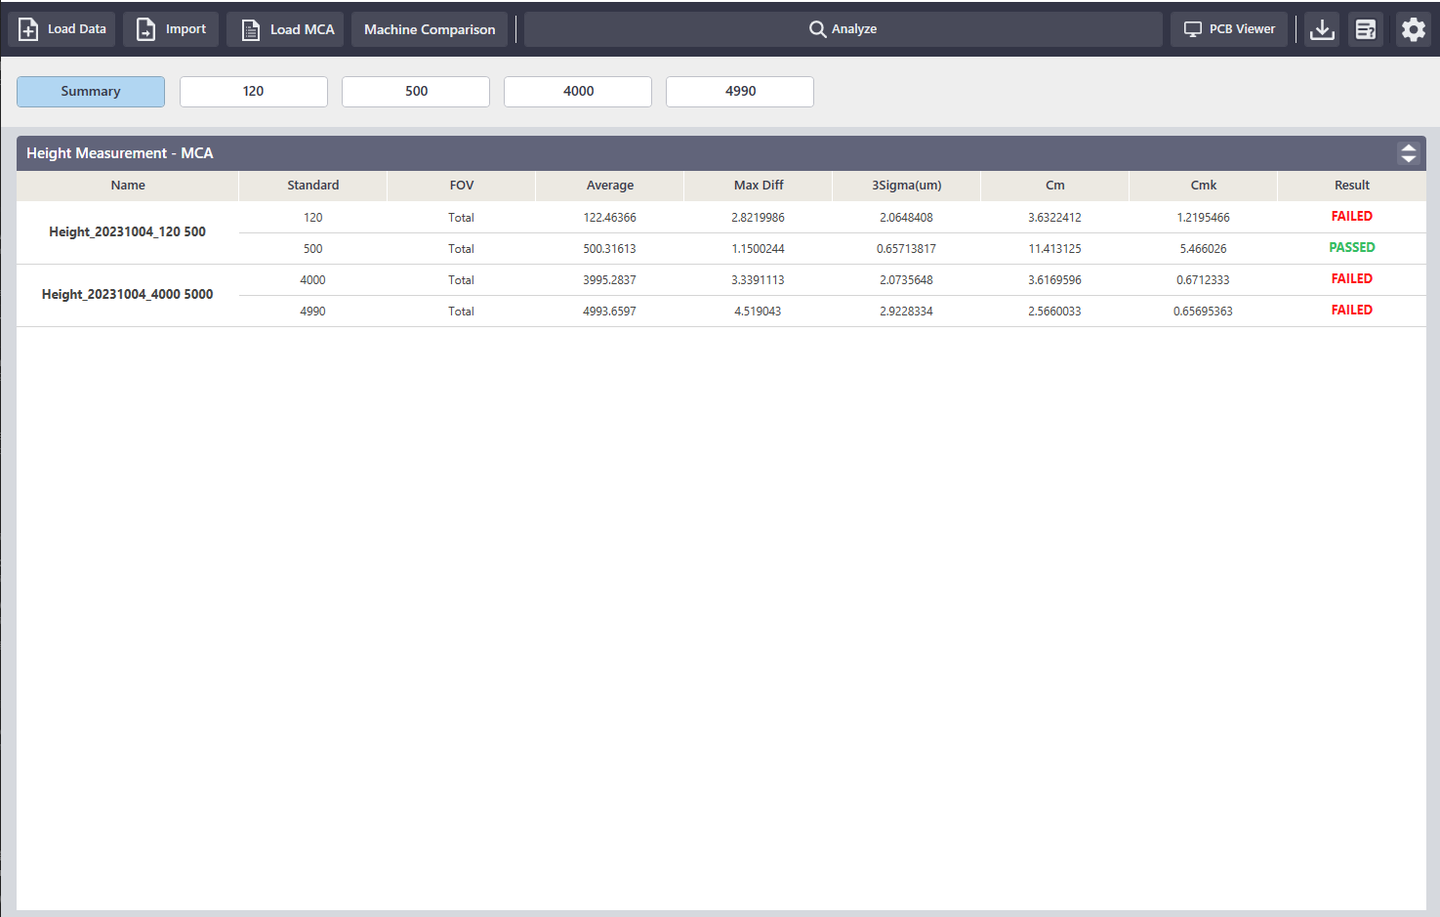 Load Data Import Load MCA Machine Comparison Analyze PCB Viewer
Summary 120 500 4000 4990
Height Measurement - MCA
Name Standard FOV Average Max Diff 3Sigma(um) Cm Cmk Result
Height_20231004_120 500
120 Total 122.46366 2.8219986 2.0648408 3.6322412 1.2195466 FAILED
500 Total 500.31613 1.1500244 0.65713817 11.413125 5.466026 PASSED
Height_20231004_4000 5000
4000 Total 3995.2837 3.3391113 2.0735648 3.6169596 0.6712333 FAILED
4990 Total 4993.6597 4.519043 2.9228334 2.5660033 0.65695363 FAILED